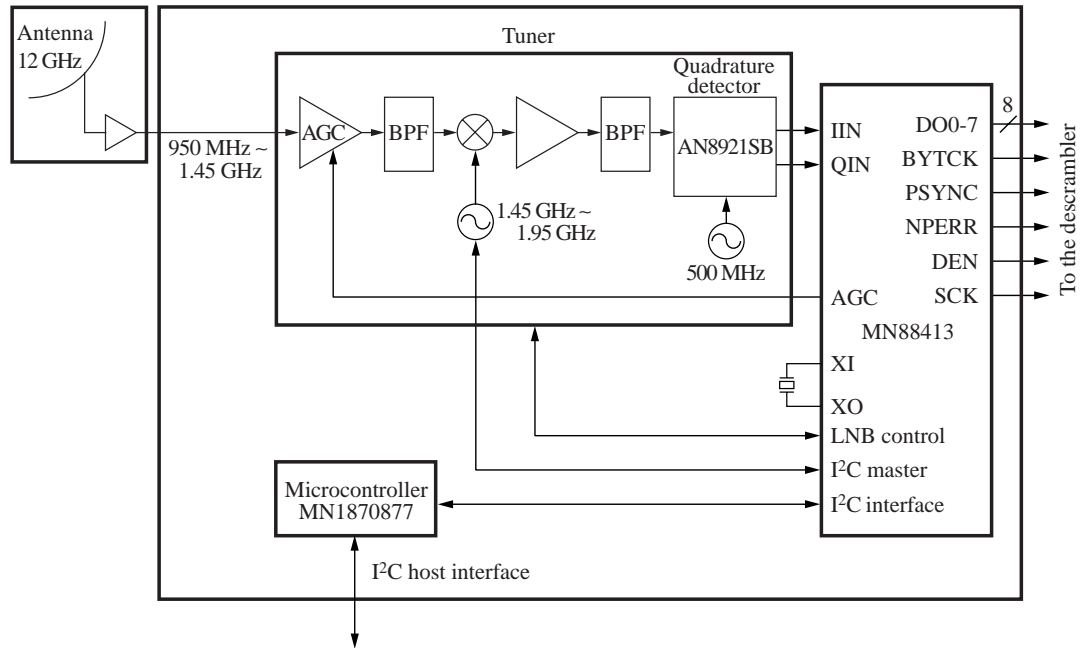 Antenna
12 GHz
Tuner
Quadrature
detector
AGC
BPF
BPF
AN8921SB
950 MHz ~
1.45 GHz
1.45 GHz ~
1.95 GHz
500 MHz
IIN
QIN
AGC
MN88413
XI
XO
LNB control
I²C master
I²C interface
DO0-7
BYTCK
PSYNC
NPERR
DEN
SCK
8
To the descrambler
Microcontroller
MN1870877
I²C host interface